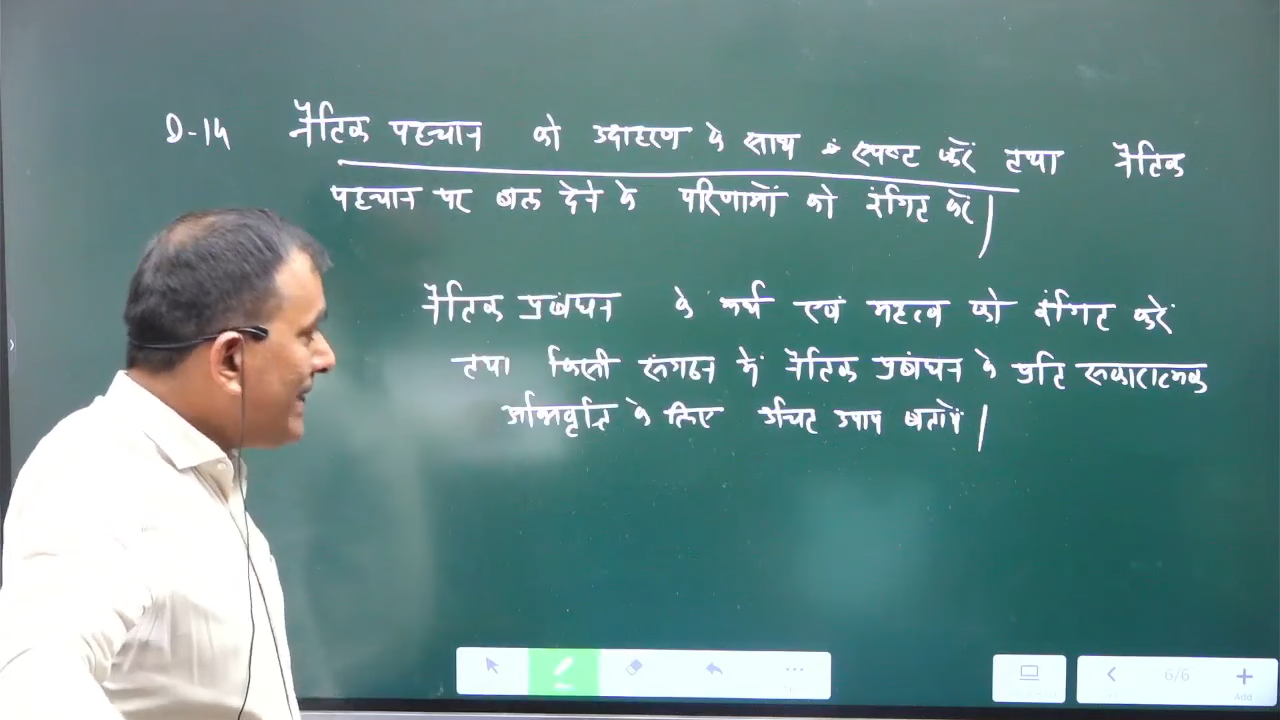 D-14 नैतिक पहचान को उदाहरण के साथ स्पष्ट करें तथा नैतिक
पहचान पर बल देने के परिणामों को इंगित करें।
नैतिक प्रबंधन के अर्थ एवं महत्व को इंगित करें
तथा किसी संगठन में नैतिक प्रबंधन के प्रति सकारात्मक
अभिवृत्ति के लिए उचित उपाय बतायें।
6/6
Add